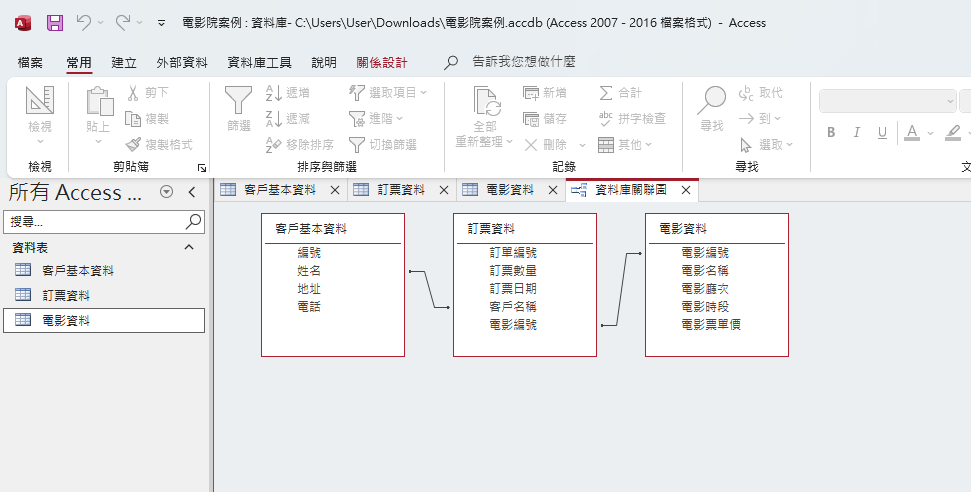 電影院案例 : 資料庫- C:\Users\User\Downloads\電影院案例.accdb (Access 2007 - 2016 檔案格式) - Access
檔案 常用 建立 外部資料 資料庫工具 說明 關係設計 告訴我您想做什麼
檢視
檢視
貼上
剪下
複製
複製格式
剪貼簿
篩選
遞增
遞減
移除排序
選取項目
進階
切換篩選
排序與篩選
全部
重新整理
新增
儲存
刪除
合計
拼字檢查
其他
記錄
尋找
取代
到
選取
尋找
B I U A
文
所有 Access ...
搜尋...
資料表
客戶基本資料
訂票資料
電影資料
客戶基本資料 訂票資料 電影資料 資料庫關聯圖
客戶基本資料
編號
姓名
地址
電話
訂票資料
訂單編號
訂票數量
訂票日期
客戶名稱
電影編號
電影資料
電影編號
電影名稱
電影廳次
電影時段
電影票單價